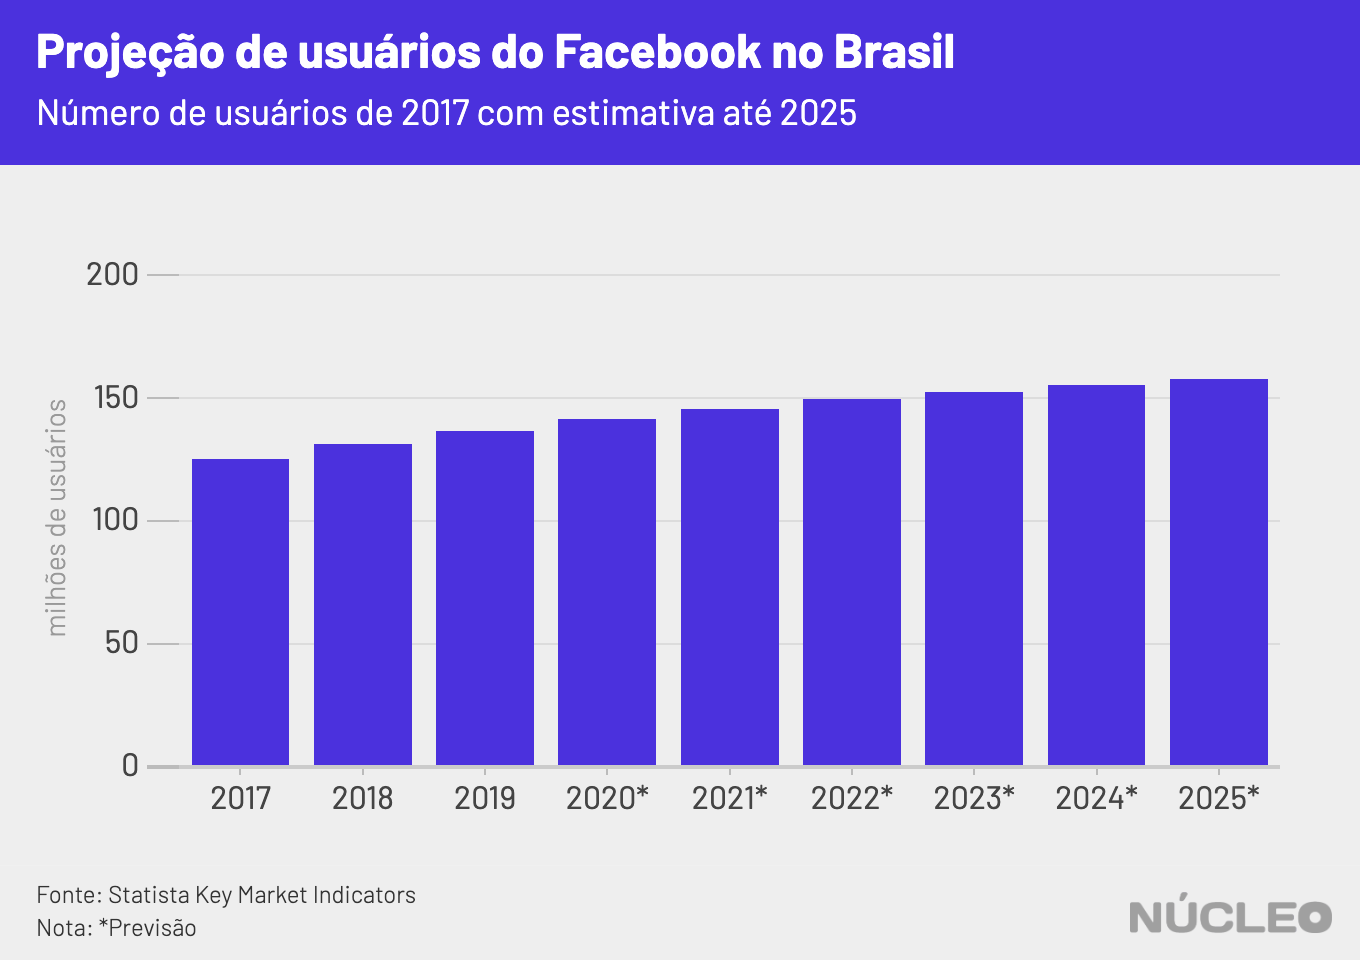 Projeção de usuários do Facebook no Brasil
Número de usuários de 2017 com estimativa até 2025
200
150
100
50
0
milhões de usuários
2017 2018 2019 2020* 2021* 2022* 2023* 2024* 2025*
Fonte: Statista Key Market Indicators
Nota: *Previsão
NÚCLEO